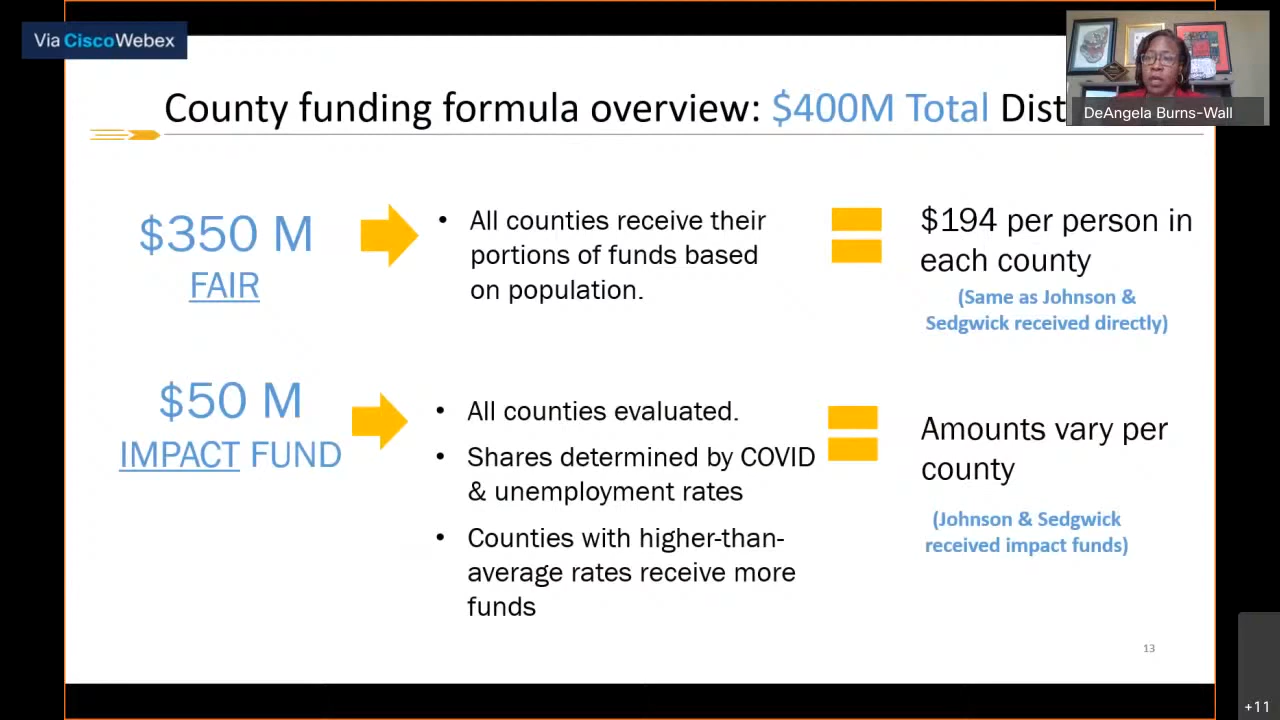 Via CiscoWebex
DeAngela Burns-Wall
County funding formula overview: $400M Total Dist
$350 M
FAIR
• All counties receive their
portions of funds based
on population.
$194 per person in
each county
(Same as Johnson &
Sedgwick received directly)
$50 M
IMPACT FUND
• All counties evaluated.
• Shares determined by COVID
& unemployment rates
• Counties with higher-than-
average rates receive more
funds
Amounts vary per
county
(Johnson & Sedgwick
received impact funds)
13
+11